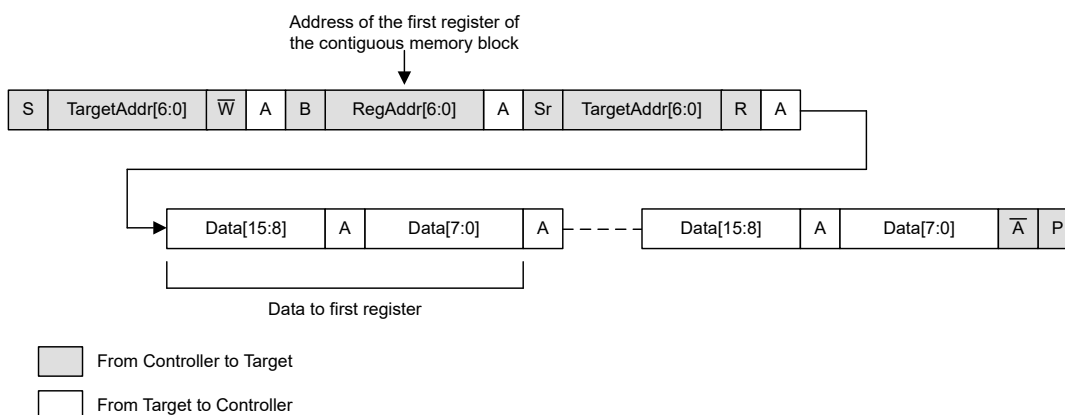 Address of the first register of
the contiguous memory block
S TargetAddr[6:0] W̅ A B RegAddr[6:0] A Sr TargetAddr[6:0] R A
Data[15:8] A Data[7:0] A Data[15:8] A Data[7:0] A̅ P
Data to first register
From Controller to Target
From Target to Controller